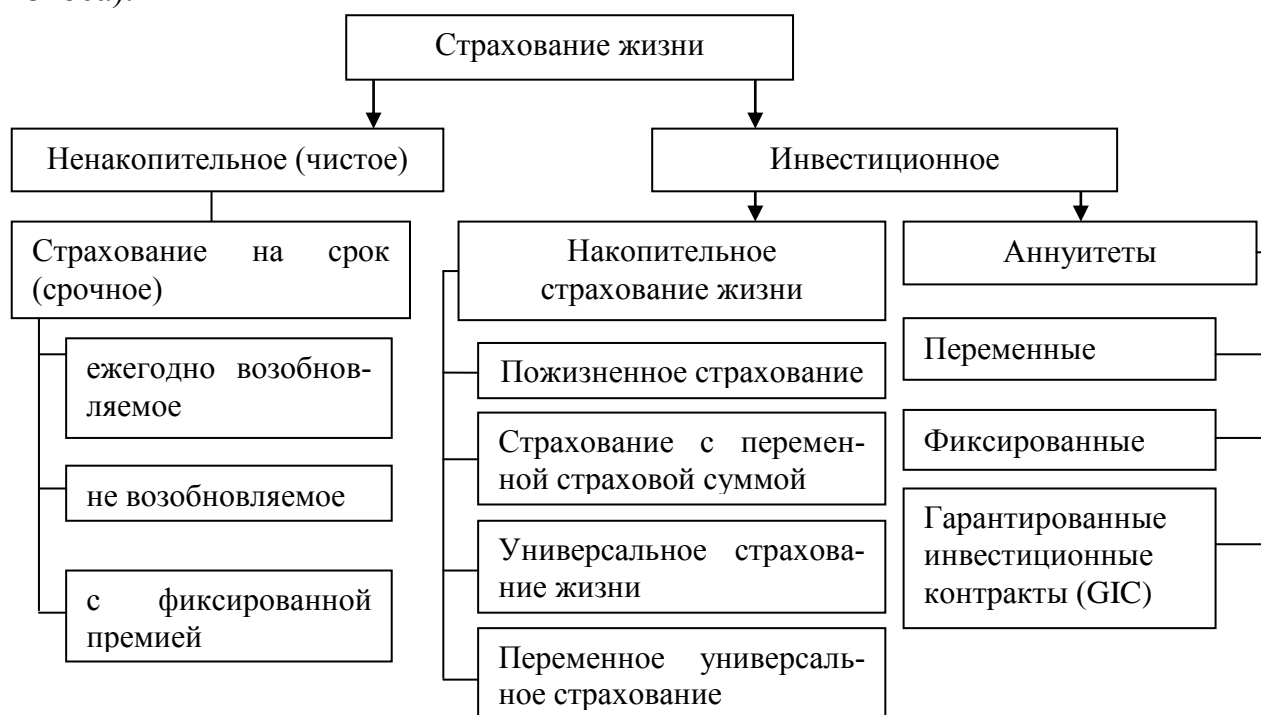 Страхование жизни
Ненакопительное (чистое)
Инвестиционное
Страхование на срок
(срочное)
ежегодно возобнов-
ляемое
не возобновляемое
с фиксированной
премией
Накопительное
страхование жизни
Пожизненное страхование
Страхование с перемен-
ной страховой суммой
Универсальное страхова-
ние жизни
Переменное универсаль-
ное страхование
Аннуитеты
Переменные
Фиксированные
Гарантированные
инвестиционные
контракты (GIC)